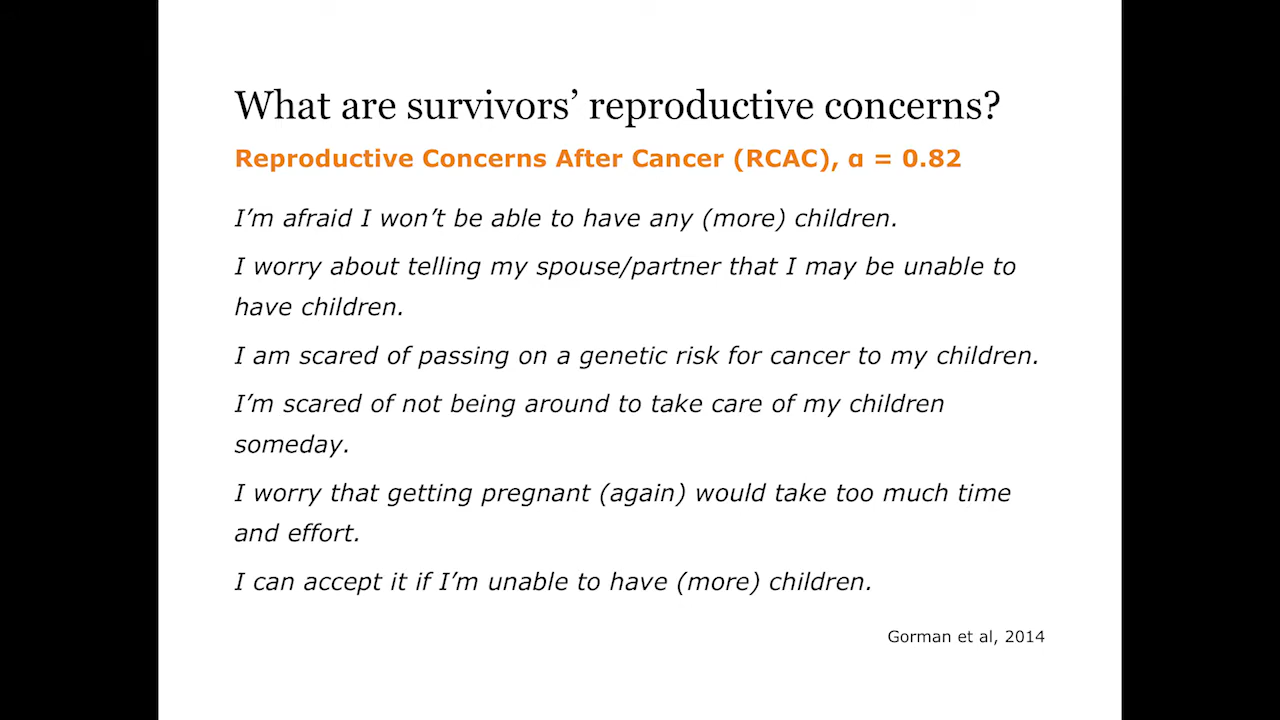 What are survivors’ reproductive concerns?
Reproductive Concerns After Cancer (RCAC), α = 0.82
I’m afraid I won’t be able to have any (more) children.
I worry about telling my spouse/partner that I may be unable to
have children.
I am scared of passing on a genetic risk for cancer to my children.
I’m scared of not being around to take care of my children
someday.
I worry that getting pregnant (again) would take too much time
and effort.
I can accept it if I’m unable to have (more) children.
Gorman et al, 2014